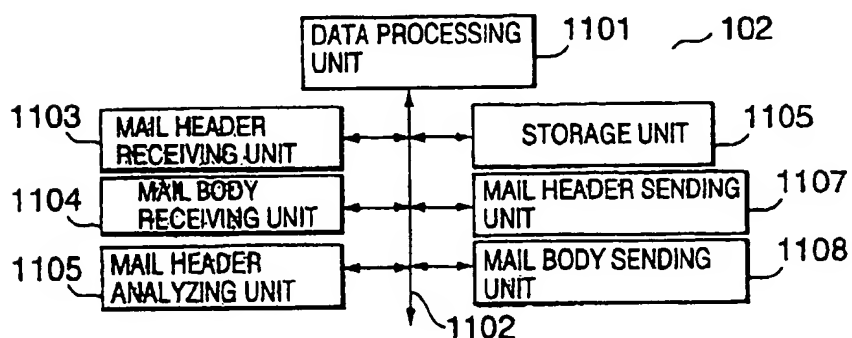 DATA PROCESSING
UNIT
1101
102
1103
MAIL HEADER
RECEIVING UNIT
STORAGE UNIT
1105
1104
MAIL BODY
RECEIVING UNIT
MAIL HEADER SENDING
UNIT
1107
1105
MAIL HEADER
ANALYZING UNIT
MAIL BODY SENDING
UNIT
1108
1102